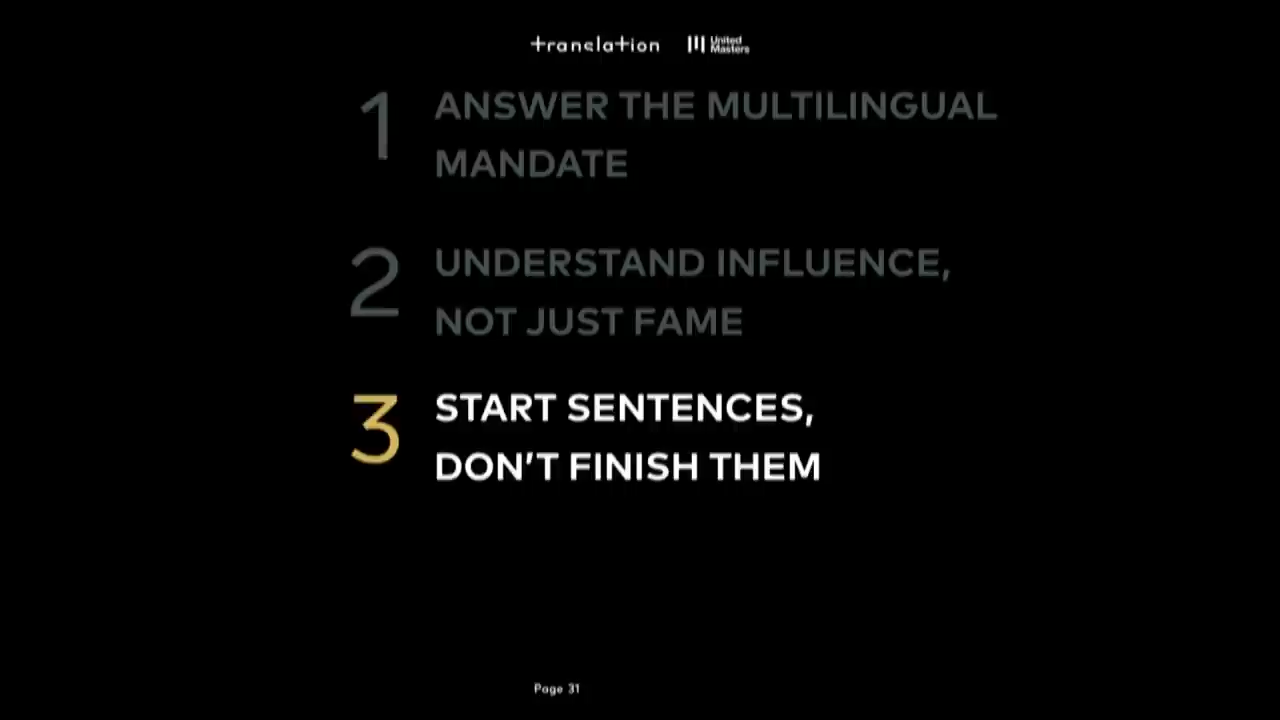 translation United Masters
1 ANSWER THE MULTILINGUAL
MANDATE
2 UNDERSTAND INFLUENCE,
NOT JUST FAME
3 START SENTENCES,
DON'T FINISH THEM
Page 31